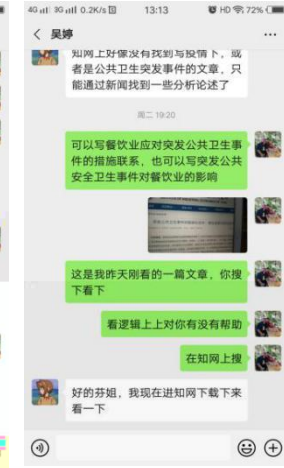 4G 3G 0.2K/s 13:13 HD 72%
吴婷
知网上好像没有找到写疫情下，或
者是公共卫生突发事件的文章，只
能通过新闻找到一些分析论述了
周二 19:20
可以写餐饮业应对突发公共卫生事
件的措施联系，也可以写突发公共
安全卫生事件对餐饮业的影响
这是我昨天刚看的一篇文章，你搜
下看下
看逻辑上上对你有没有帮助
在知网上搜
好的芬姐，我现在进知网下载下来
看一下